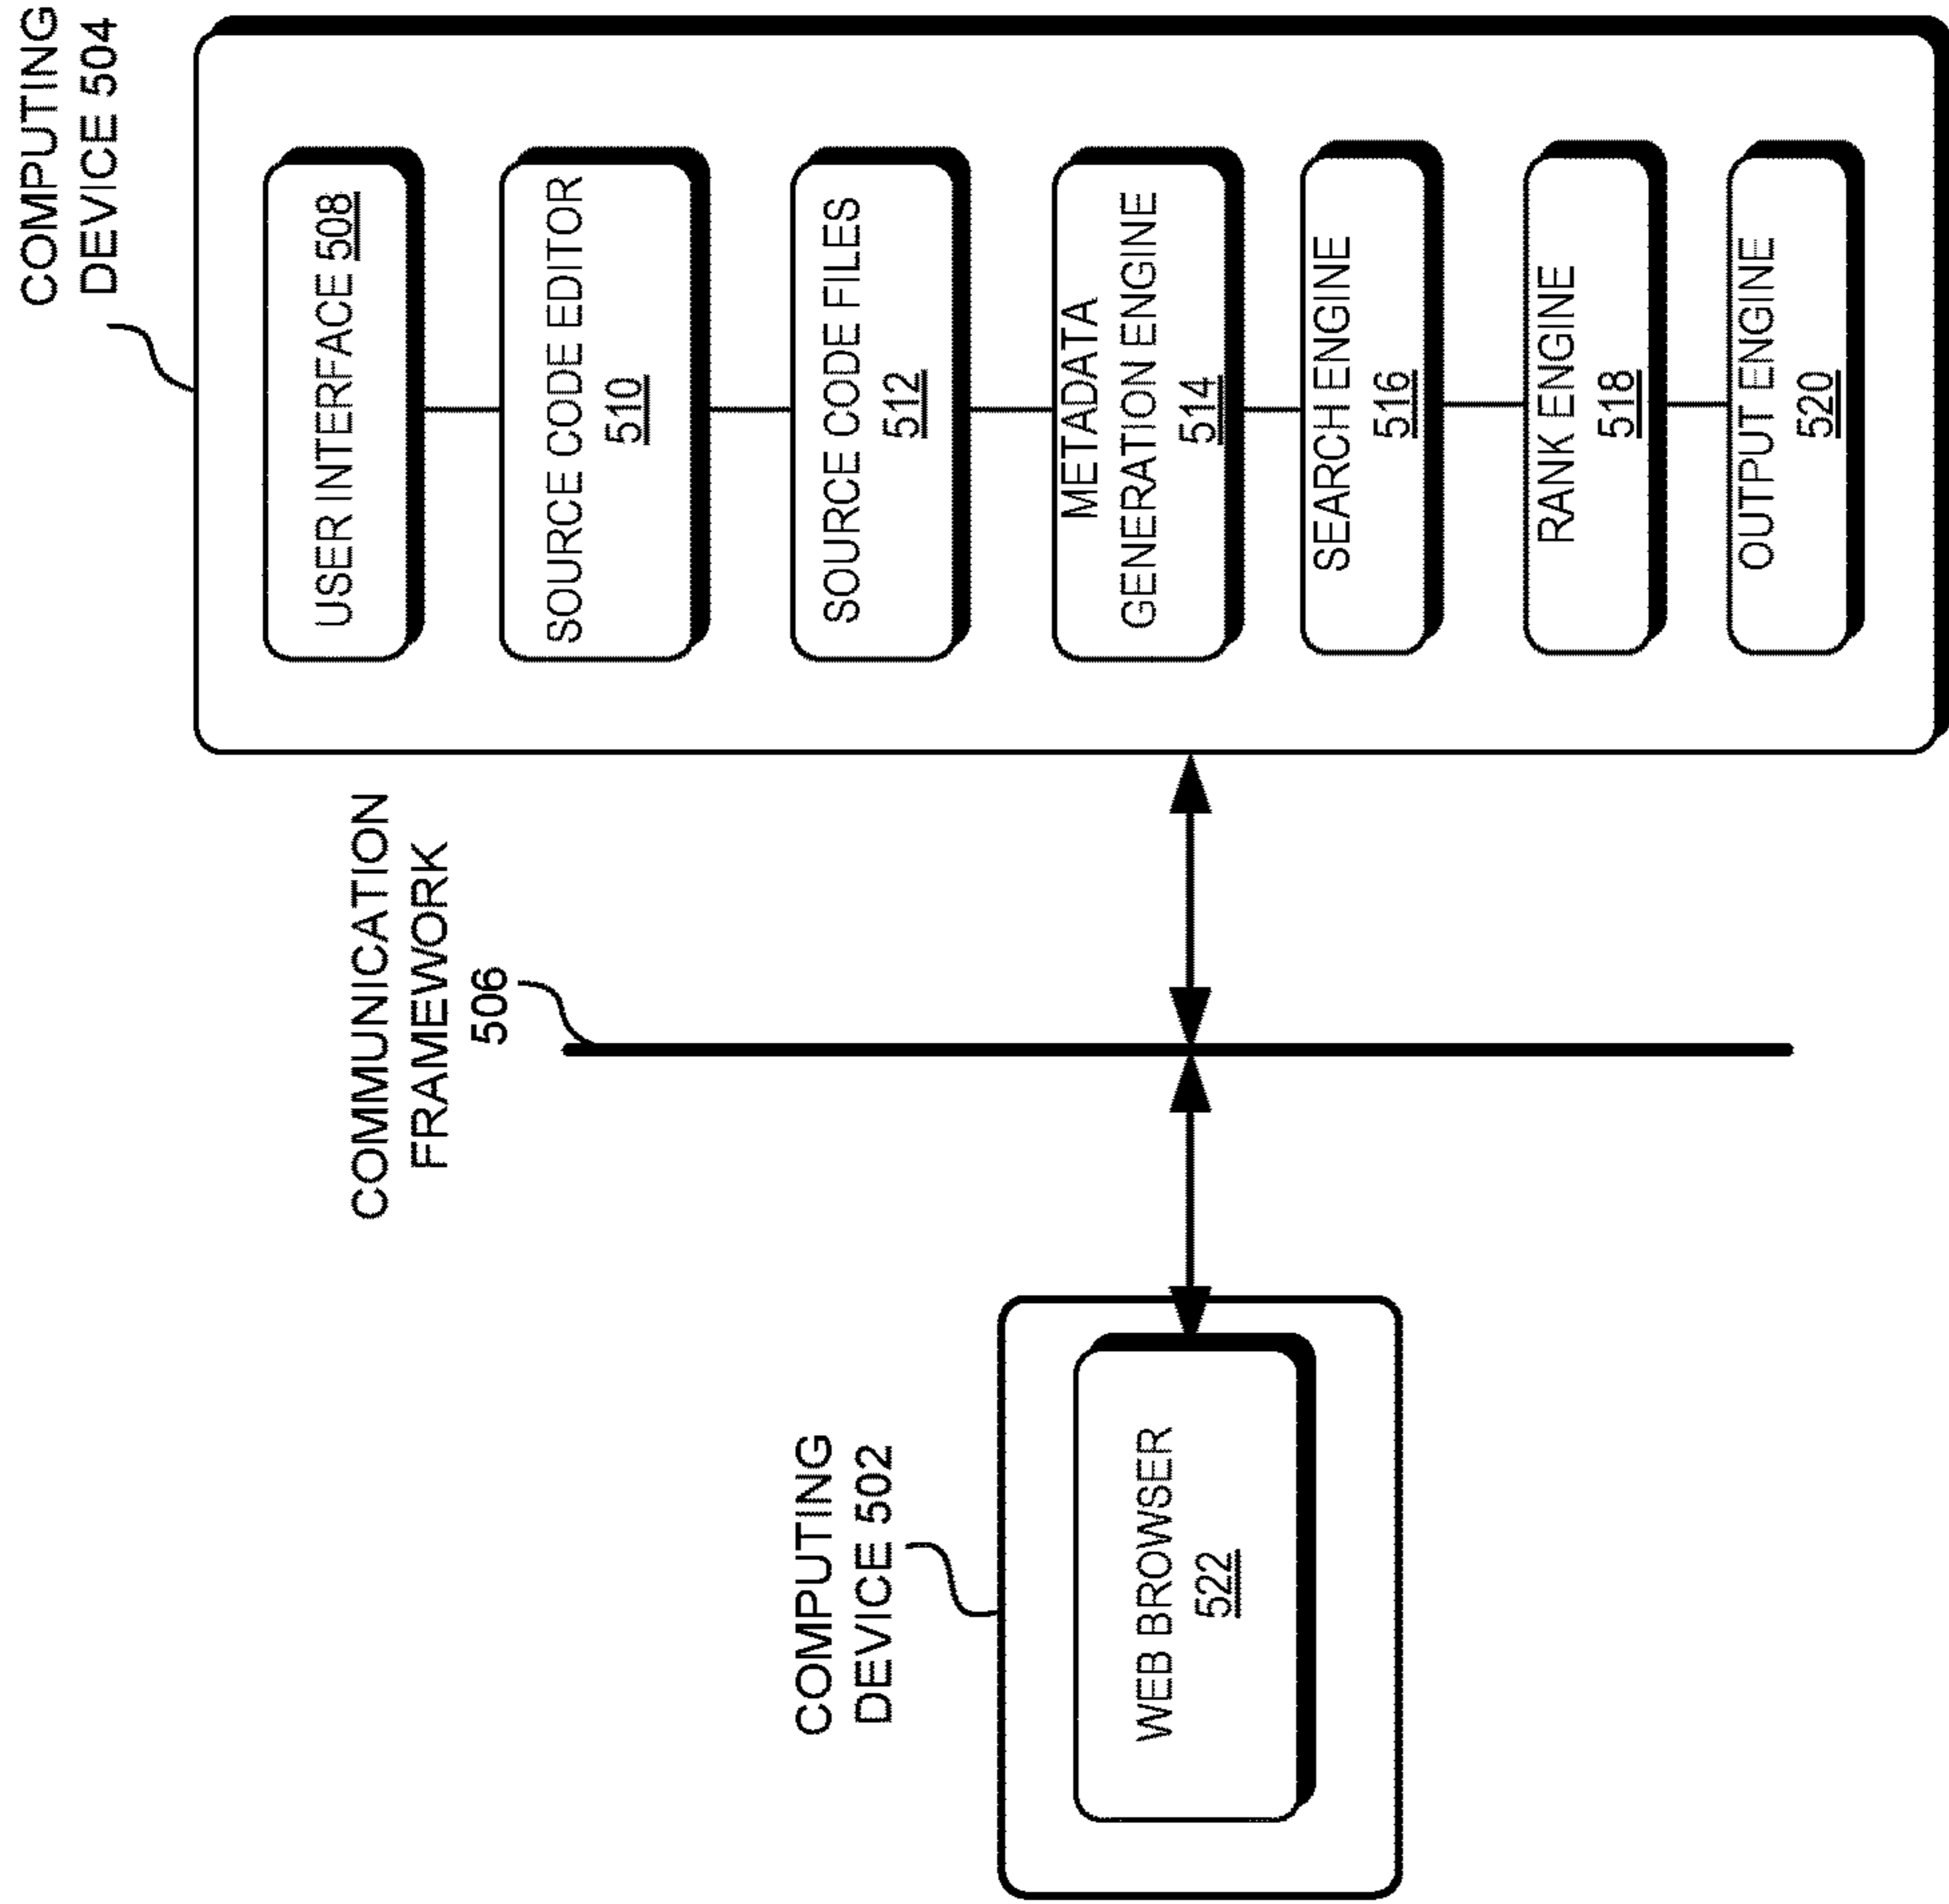 COMPUTING
DEVICE 504
USER INTERFACE 508
SOURCE CODE EDITOR
510
SOURCE CODE FILES
512
METADATA
GENERATION ENGINE
514
SEARCH ENGINE
516
RANK ENGINE
518
OUTPUT ENGINE
520
COMMUNICATION
FRAMEWORK
506
COMPUTING
DEVICE 502
WEB BROWSER
522